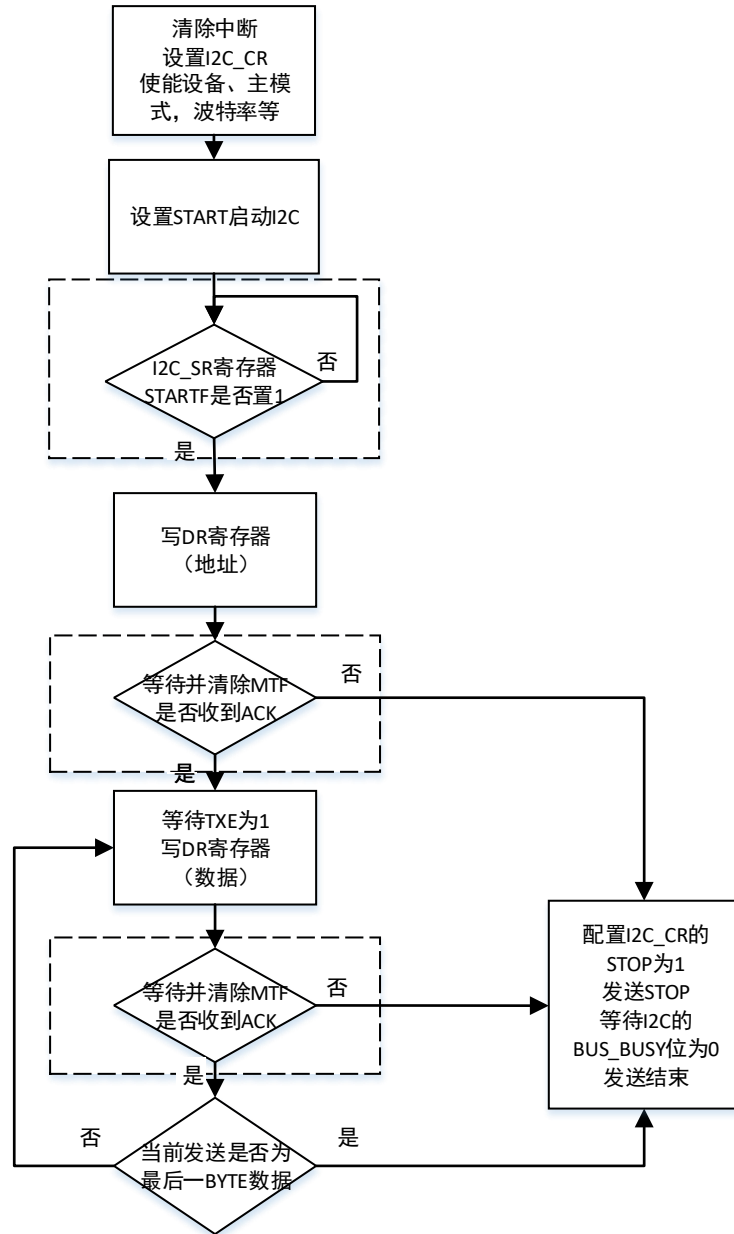 清除中断
设置I2C_CR
使能设备、主模
式，波特率等
设置START启动I2C
I2C_SR寄存器
STARTF是否置1
否
是
写DR寄存器
（地址）
等待并清除MTF
是否收到ACK
否
是
等待TXE为1
写DR寄存器
（数据）
等待并清除MTF
是否收到ACK
否
是
配置I2C_CR的
STOP为1
发送STOP
等待I2C的
BUS_BUSY位为0
发送结束
当前发送是否为
最后一BYTE数据
否
是